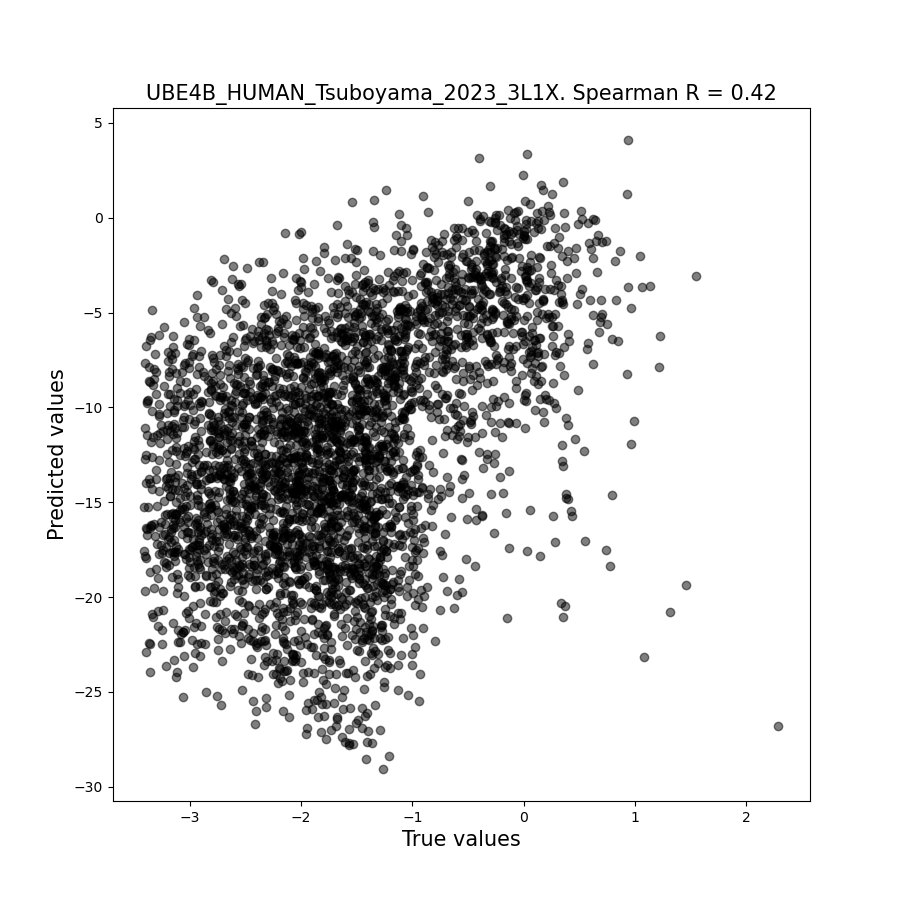 UBE4B_HUMAN_Tsuboyama_2023_3L1X. Spearman R = 0.42
5
0
−5
−10
−15
−20
−25
−30
Predicted values
−3 −2 −1 0 1 2
True values